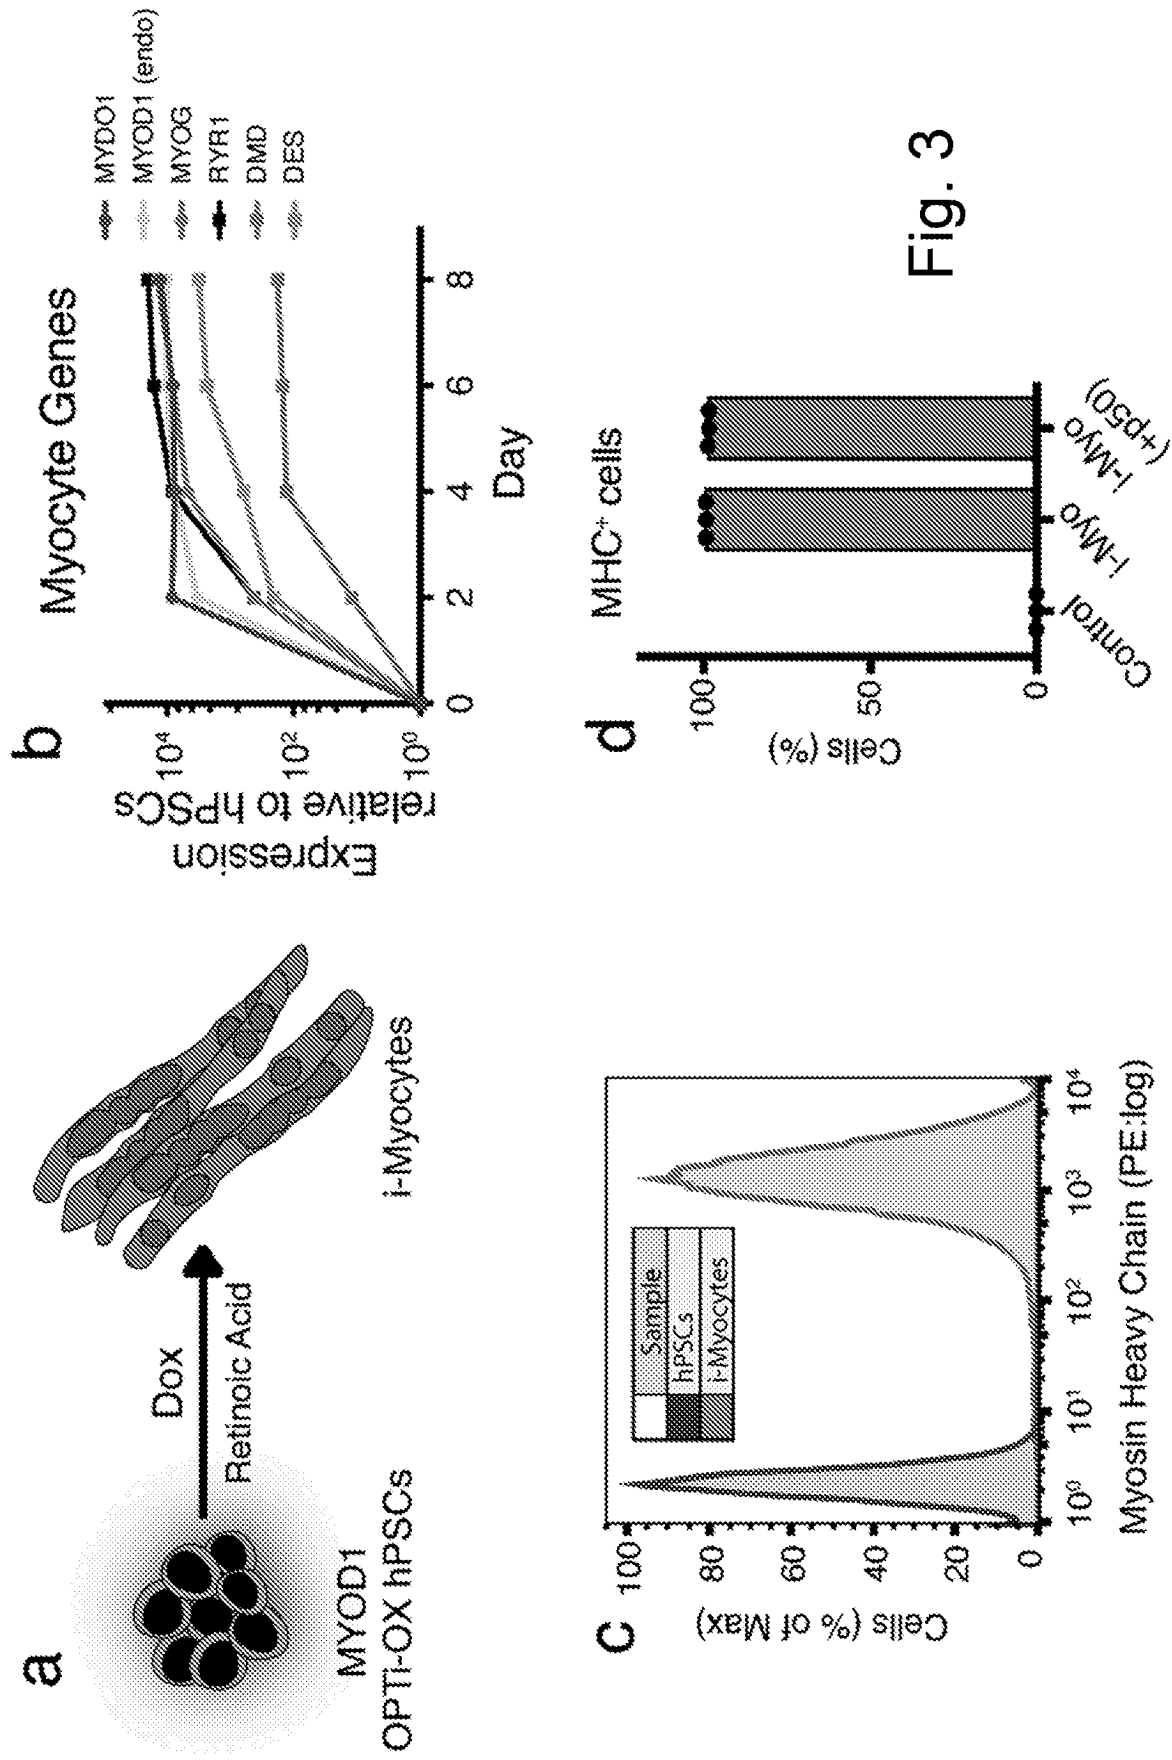 a
MYOD1
OPTi-OX hPSCs
Dox
Retinoic Acid
i-Myocytes
b
Myocyte Genes
Expression
relative to hPSCs
10⁴
10²
10⁰
0
2
4
6
8
Day
MYDO1
MYOD1 (endo)
MYOG
RYR1
DMD
DES
c
Cells (% of Max)
100
80
60
40
20
0
10⁰
10¹
10²
10³
10⁴
Myosin Heavy Chain (PE:log)
Sample
hPSCs
i-Myocytes
d
MHC⁺ cells
Cells (%)
100
50
0
Control
i-Myo
i-Myo
(+p50)
Fig. 3